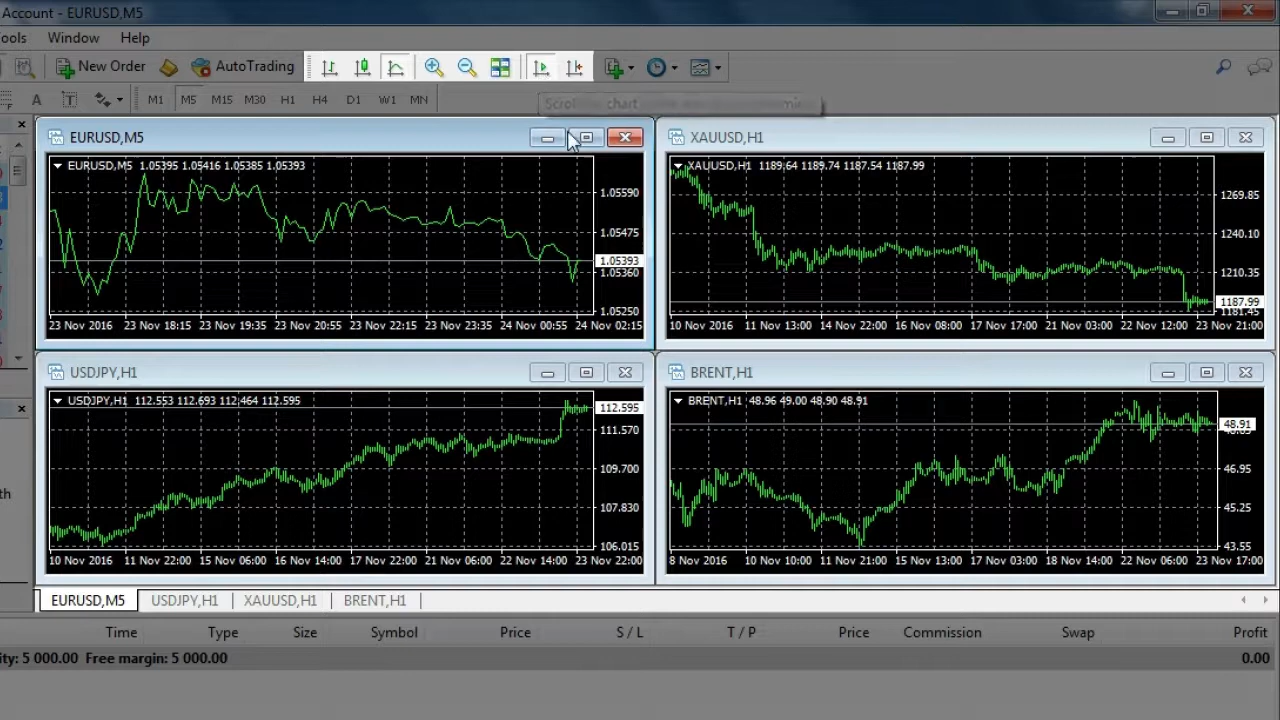 Account - EURUSD,M5
ools Window Help
New Order AutoTrading
A T M1 M5 M15 M30 H1 H4 D1 W1 MN
EURUSD,M5
EURUSD,M5 1.05395 1.05416 1.05385 1.05393
1.05590
1.05475
1.05393
1.05360
1.05250
23 Nov 2016 23 Nov 18:15 23 Nov 19:35 23 Nov 20:55 23 Nov 22:15 23 Nov 23:35 24 Nov 00:55 24 Nov 02:15
XAUUSD,H1
XAUUSD,H1 1189.64 1189.74 1187.54 1187.99
1269.85
1240.10
1210.35
1187.99
1181.45
10 Nov 2016 11 Nov 13:00 14 Nov 22:00 16 Nov 08:00 17 Nov 17:00 21 Nov 03:00 22 Nov 12:00 23 Nov 21:00
USDJPY,H1
USDJPY,H1 112.553 112.693 112.464 112.595
112.595
111.570
109.700
107.830
106.015
10 Nov 2016 11 Nov 22:00 15 Nov 06:00 16 Nov 14:00 17 Nov 22:00 21 Nov 06:00 22 Nov 14:00 23 Nov 22:00
BRENT,H1
BRENT,H1 48.96 49.00 48.90 48.91
48.91
46.95
45.25
43.55
8 Nov 2016 10 Nov 10:00 11 Nov 21:00 15 Nov 13:00 17 Nov 03:00 18 Nov 14:00 22 Nov 06:00 23 Nov 17:00
th
EURUSD,M5 USDJPY,H1 XAUUSD,H1 BRENT,H1
Time Type Size Symbol Price S / L T / P Price Commission Swap Profit
ity: 5 000.00 Free margin: 5 000.00 0.00